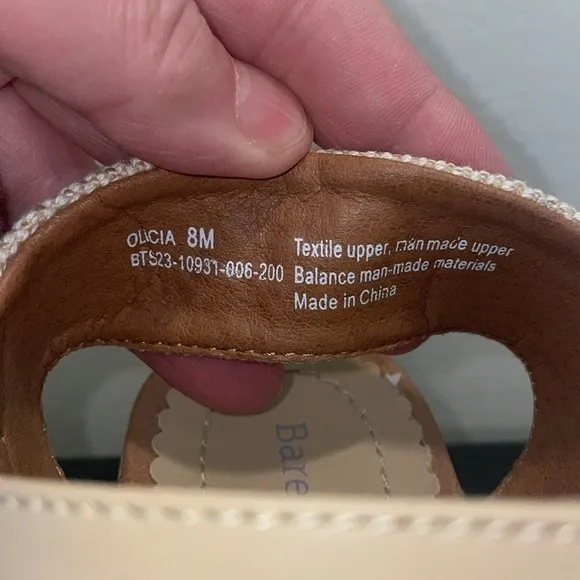 OLICIA 8M
BTS23-10931-006-200
Textile upper, man made upper
Balance man-made materials
Made in China
Bare